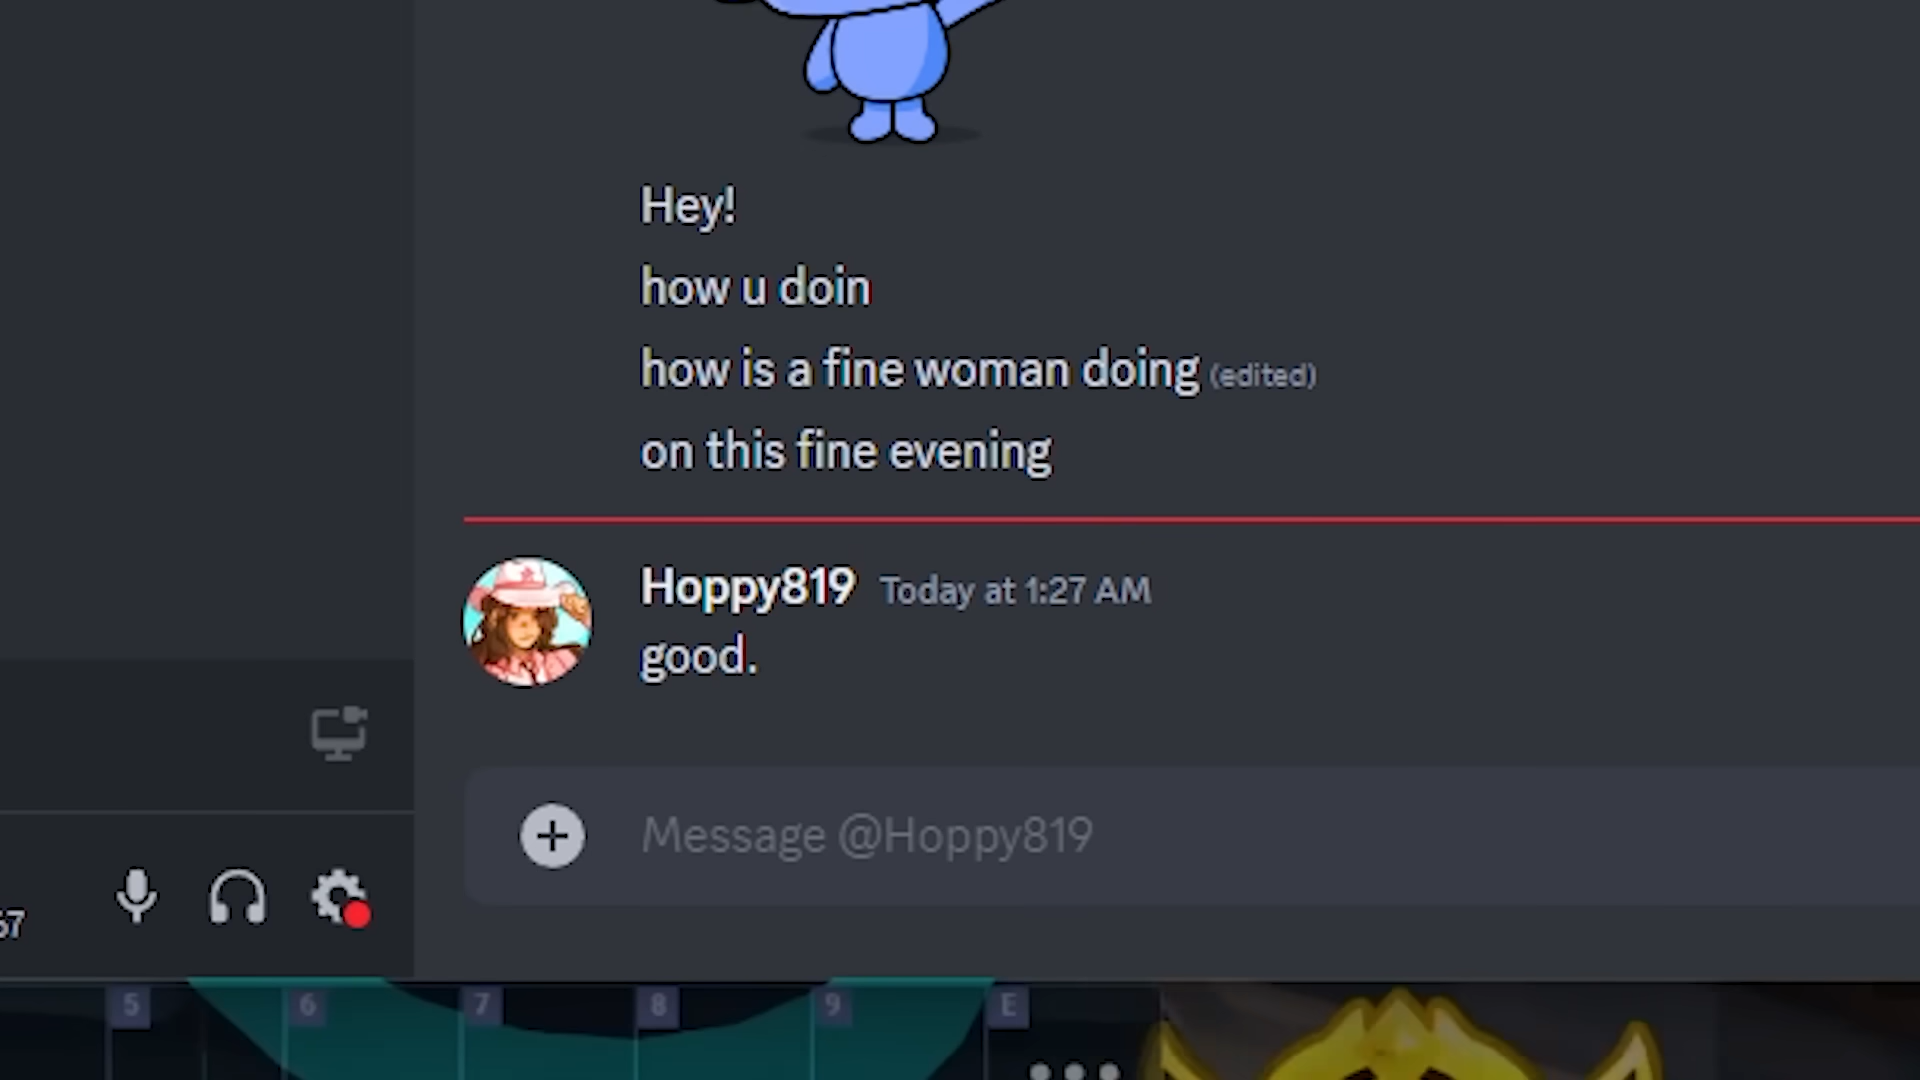 Hey!
how u doin
how is a fine woman doing (edited)
on this fine evening
Hoppy819 Today at 1:27 AM
good.
Message @Hoppy819
67
5 6 7 8 9 E